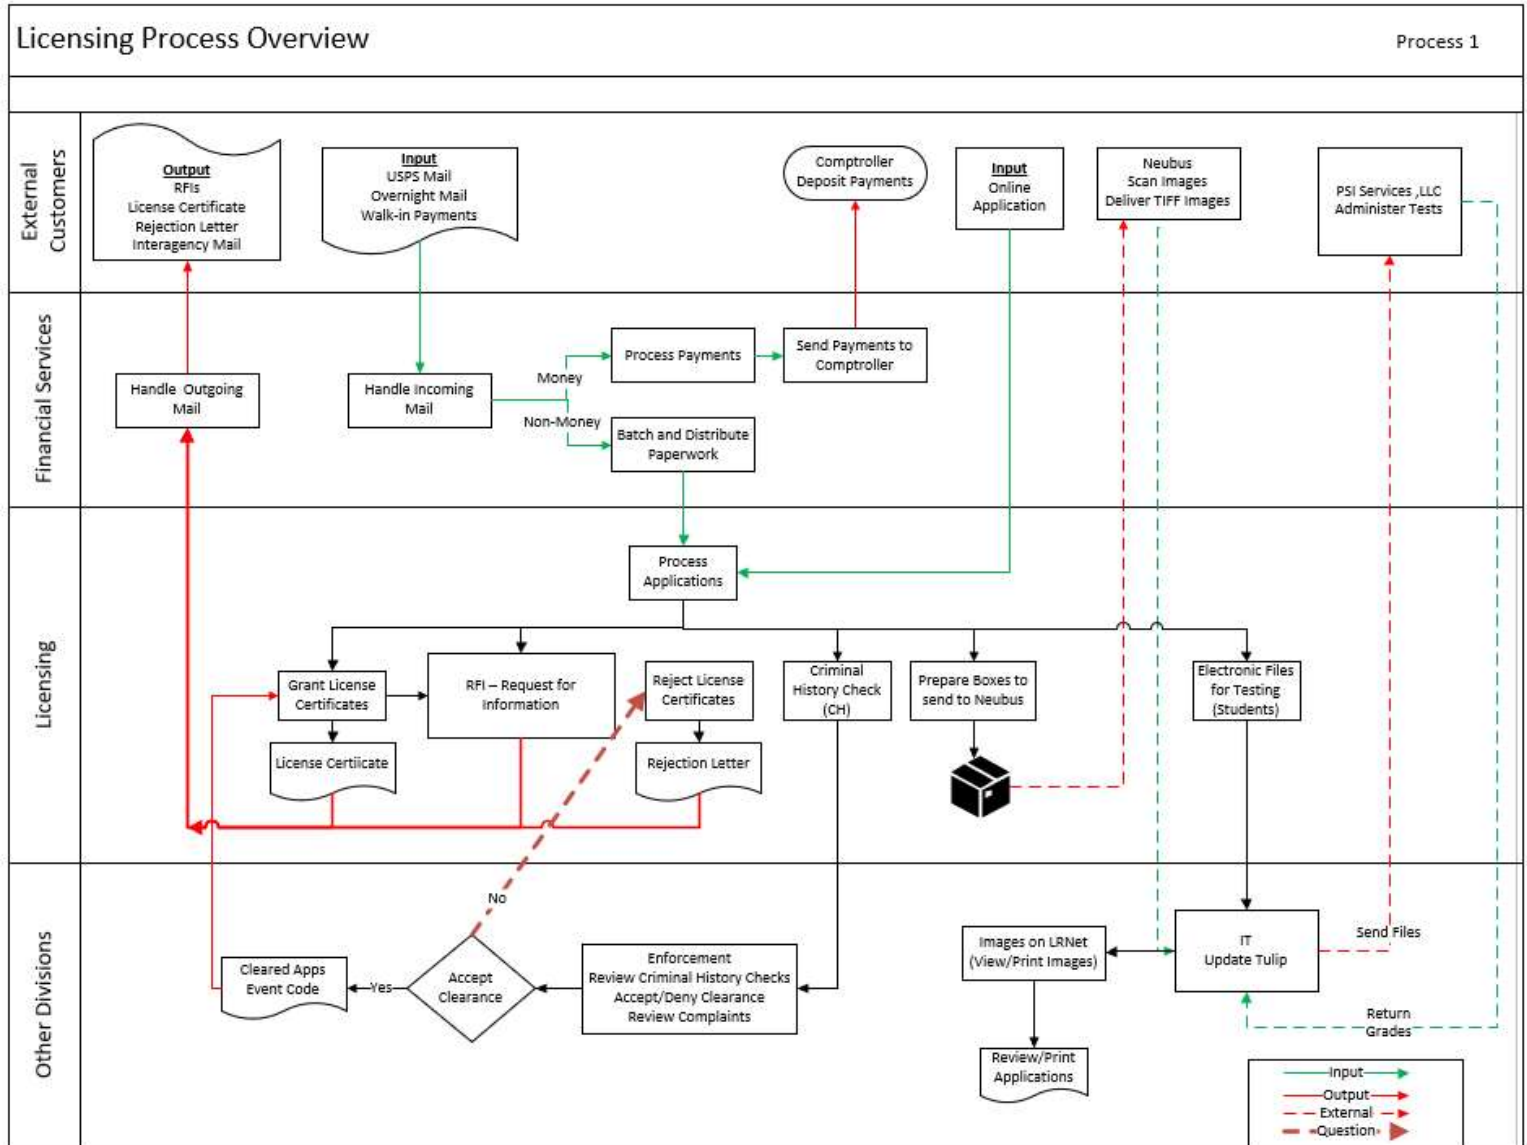 Licensing Process Overview
Process 1
External
Customers
Output
RFIs
License Certificate
Rejection Letter
Interagency Mail
Input
USPS Mail
Overnight Mail
Walk-in Payments
Comptroller
Deposit Payments
Input
Online
Application
Neubus
Scan Images
Deliver TIFF Images
PSI Services ,LLC
Administer Tests
Financial Services
Handle Outgoing
Mail
Handle Incoming
Mail
Money
Non-Money
Process Payments
Send Payments to
Comptroller
Batch and Distribute
Paperwork
Licensing
Process
Applications
Grant License
Certificates
RFI – Request for
Information
Reject License
Certificates
Criminal
History Check
(CH)
Prepare Boxes to
send to Neubus
Electronic Files
for Testing
(Students)
License Certiicate
Rejection Letter
Other Divisions
No
Cleared Apps
Event Code
Yes
Accept
Clearance
Enforcement
Review Criminal History Checks
Accept/Deny Clearance
Review Complaints
Images on LRNet
(View/Print Images)
IT
Update Tulip
Send Files
Return
Grades
Review/Print
Applications
Input
Output
External
Question